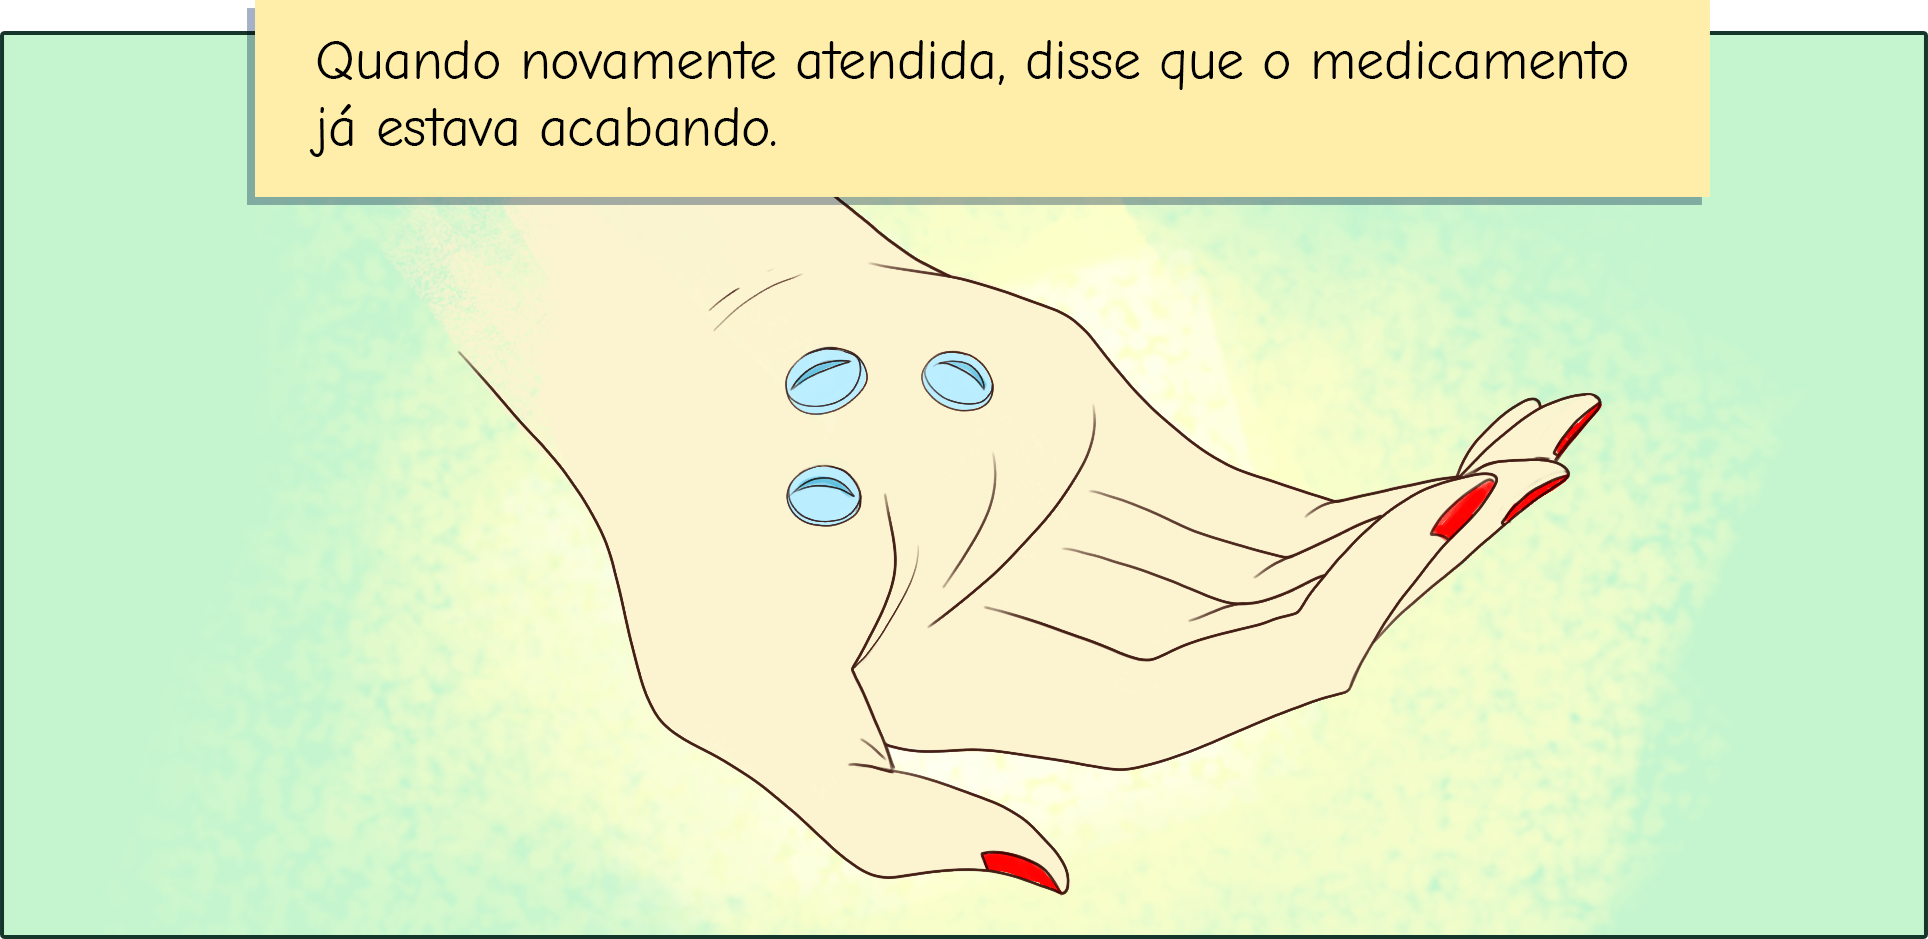 Quando novamente atendida, disse que o medicamento
já estava acabando.